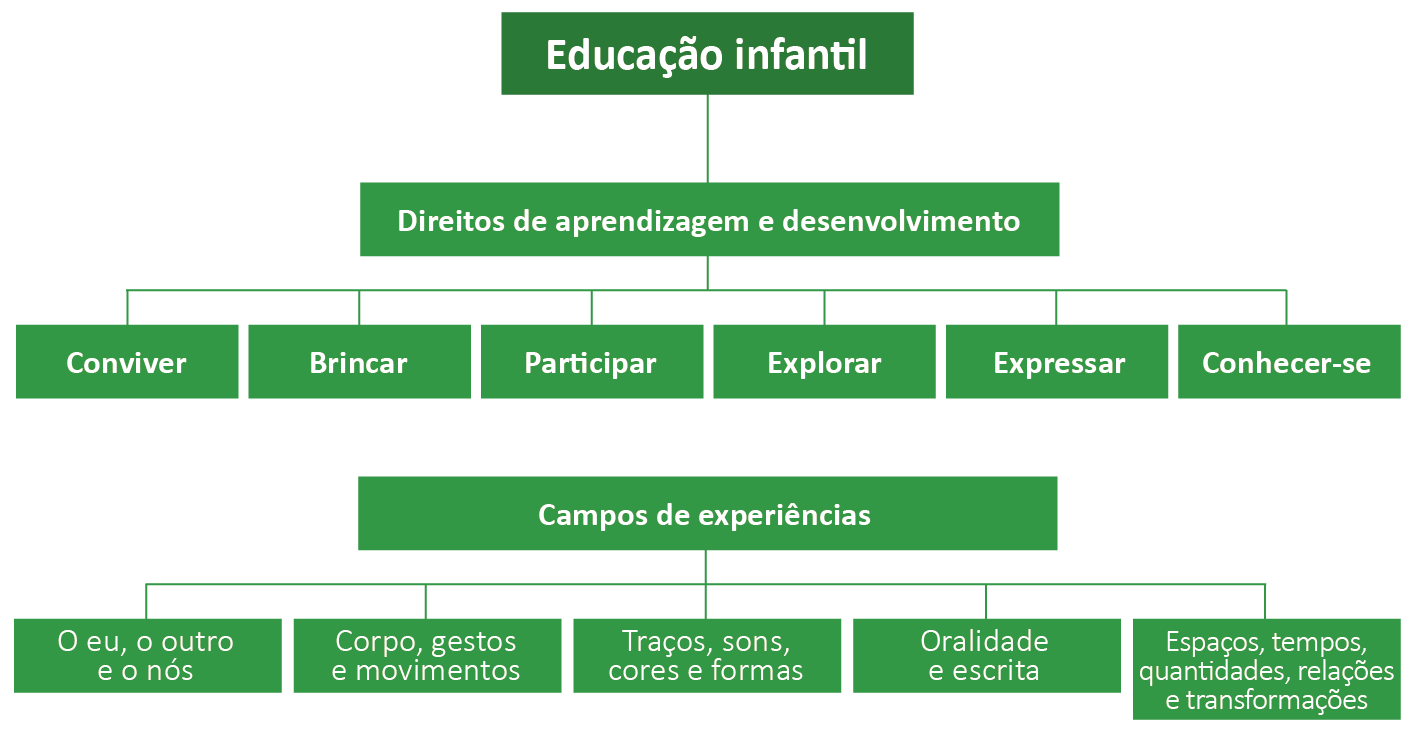 Educação infantil
Direitos de aprendizagem e desenvolvimento
Conviver
Brincar
Participar
Explorar
Expressar
Conhecer-se
Campos de experiências
O eu, o outro
e o nós
Corpo, gestos
e movimentos
Traços, sons,
cores e formas
Oralidade
e escrita
Espaços, tempos,
quantidades, relações
e transformações